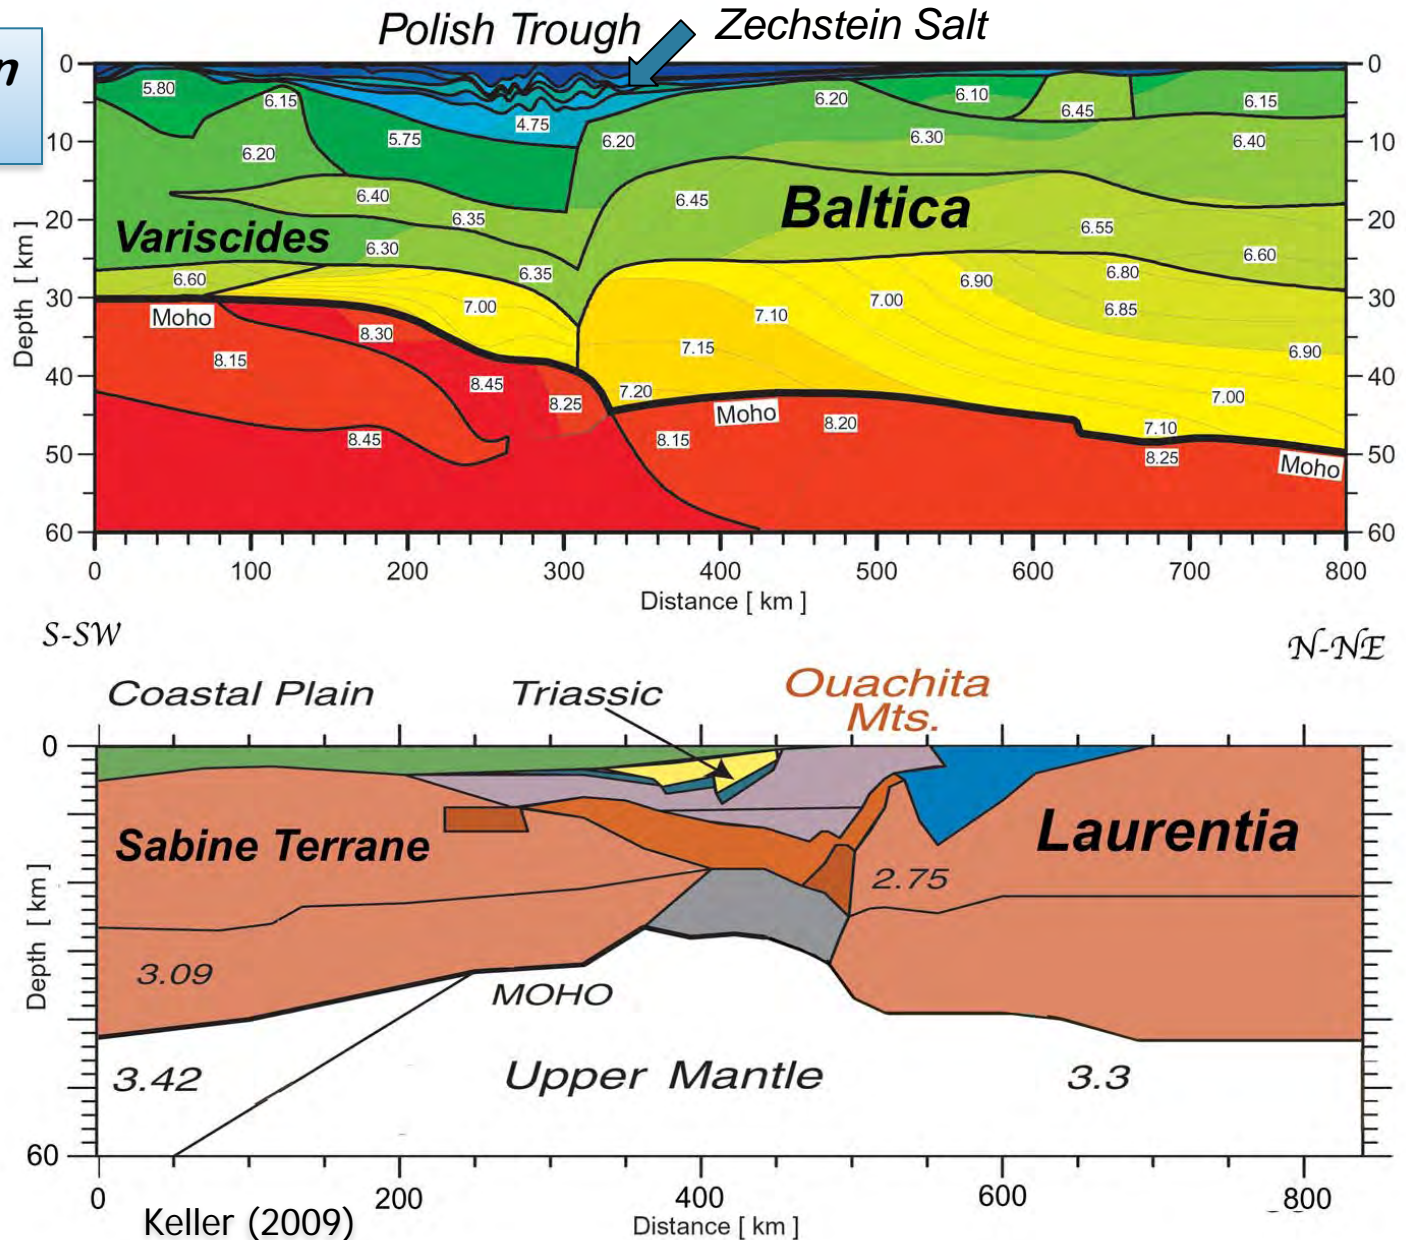 n
Polish Trough
Zechstein Salt
0
10
20
30
40
50
60
Depth [ km ]
5.80
6.15
6.20
5.75
4.75
6.20
6.20
6.10
6.45
6.15
6.30
6.40
6.40
6.35
6.45
Baltica
Variscides
6.30
6.35
6.55
6.60
6.60
6.80
6.90
6.85
7.00
7.00
7.10
6.90
Moho
8.30
7.15
8.15
8.45
8.25
7.20
Moho
7.00
8.45
8.15
8.20
7.10
8.25
Moho
0
10
20
30
40
50
60
0 100 200 300 400 500 600 700 800
Distance [ km ]
S-SW
N-NE
Coastal Plain
Triassic
Ouachita
Mts.
0
Sabine Terrane
Laurentia
2.75
Depth [ km ]
3.09
MOHO
3.42
Upper Mantle
3.3
60
0 200 400 600 800
Keller (2009)
Distance [ km ]